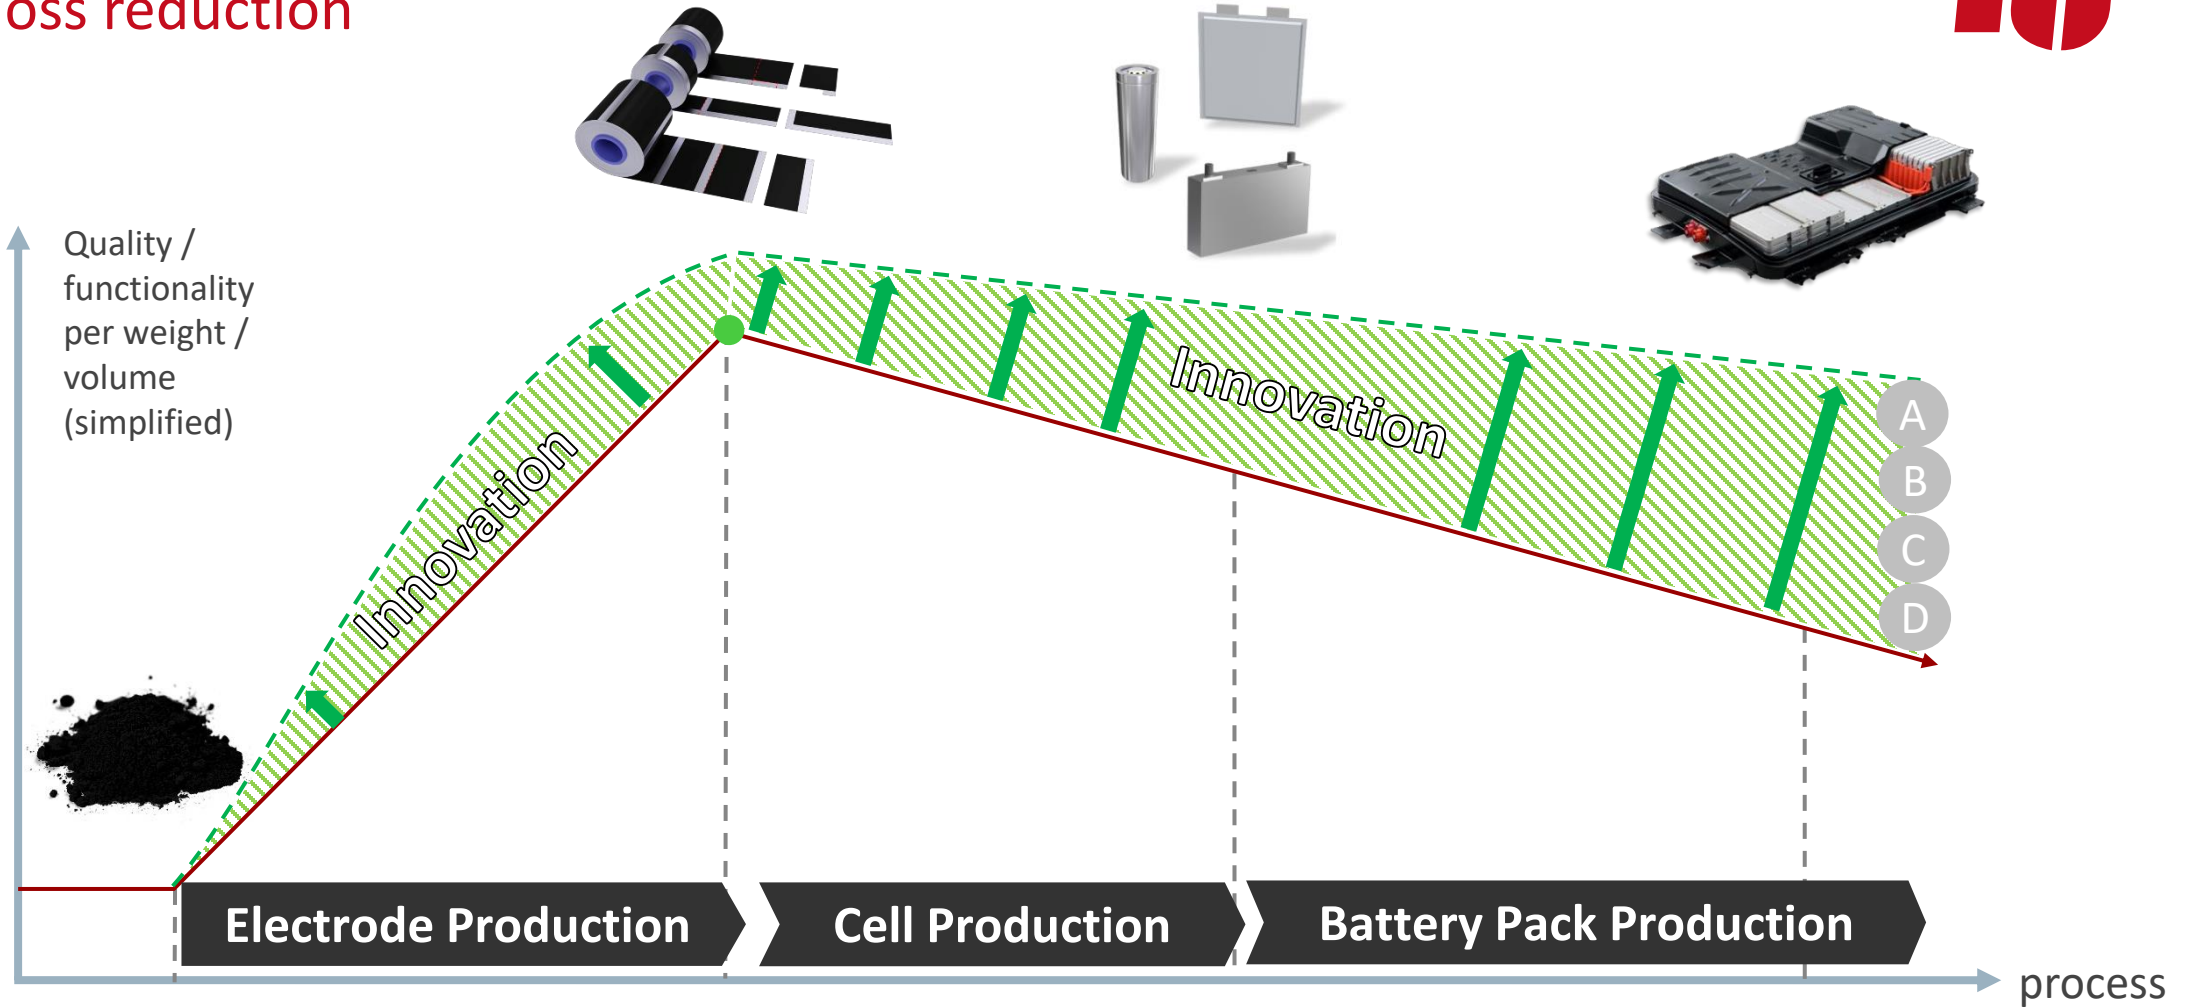 oss reduction
Quality /
functionality
per weight /
volume
(simplified)
Innovation
Innovation
A
B
C
D
Electrode Production
Cell Production
Battery Pack Production
process